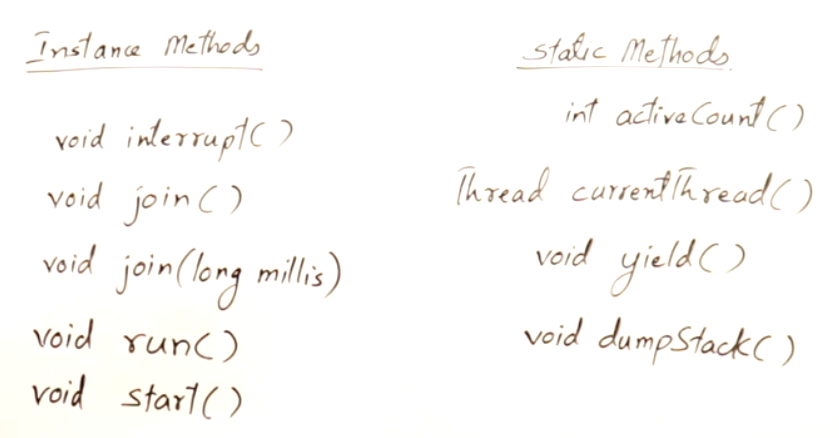 Instance Methods
void interrupt()
void join()
void join(long millis)
void run()
void start()
Static Methods
int activeCount()
Thread currentThread()
void yield()
void dumpStack()